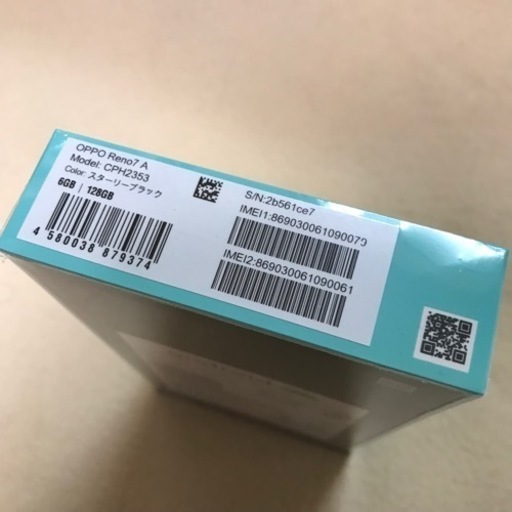 OPPO Reno7 A
Model: CPH2353
Color: スターリーブラック
6GB | 128GB
4 580038 879374
S/N:2b561ce7
IMEI1:869030061090079
IMEI2:869030061090061